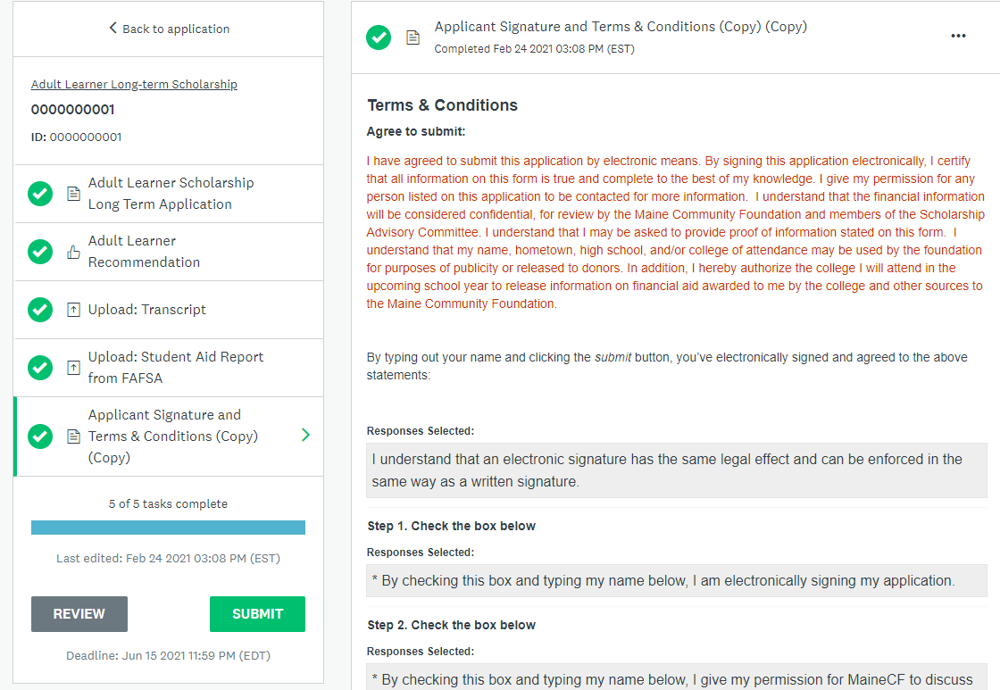 Back to application
Adult Learner Long-term Scholarship
0000000001
ID: 0000000001
Adult Learner Scholarship
Long Term Application
Adult Learner
Recommendation
Upload: Transcript
Upload: Student Aid Report
from FAFSA
Applicant Signature and
Terms & Conditions (Copy)
(Copy)
5 of 5 tasks complete
Last edited: Feb 24 2021 03:08 PM (EST)
REVIEW
SUBMIT
Deadline: Jun 15 2021 11:59 PM (EDT)
Applicant Signature and Terms & Conditions (Copy) (Copy)
Completed Feb 24 2021 03:08 PM (EST)
Terms & Conditions
Agree to submit:
I have agreed to submit this application by electronic means. By signing this application electronically, I certify
that all information on this form is true and complete to the best of my knowledge. I give my permission for any
person listed on this application to be contacted for more information.  I understand that the financial information
will be considered confidential, for review by the Maine Community Foundation and members of the Scholarship
Advisory Committee. I understand that I may be asked to provide proof of information stated on this form.  I
understand that my name, hometown, high school, and/or college of attendance may be used by the foundation
for purposes of publicity or released to donors. In addition, I hereby authorize the college I will attend in the
upcoming school year to release information on financial aid awarded to me by the college and other sources to
the Maine Community Foundation.
By typing out your name and clicking the submit button, you've electronically signed and agreed to the above
statements:
Responses Selected:
I understand that an electronic signature has the same legal effect and can be enforced in the
same way as a written signature.
Step 1. Check the box below
Responses Selected:
* By checking this box and typing my name below, I am electronically signing my application.
Step 2. Check the box below
Responses Selected:
* By checking this box and typing my name below, I give my permission for MaineCF to discuss